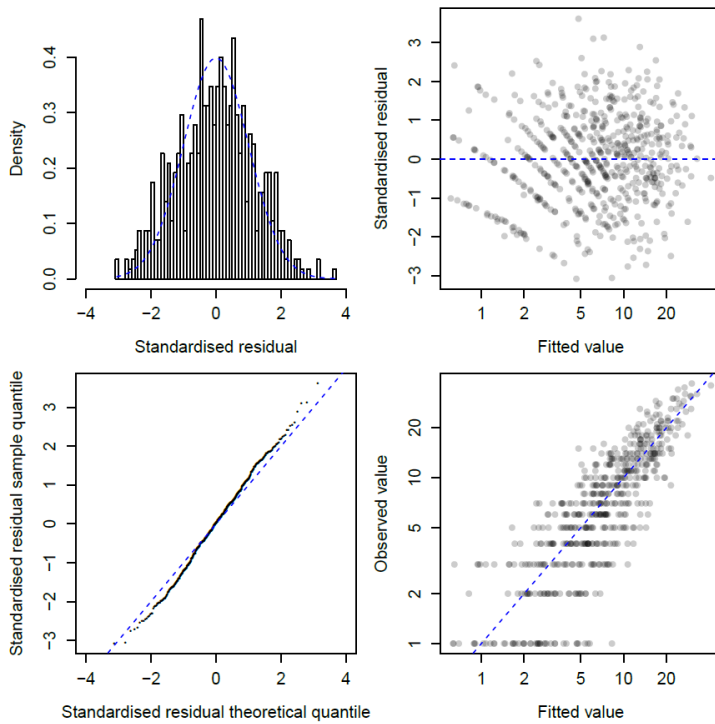 Density
0.0 0.1 0.2 0.3 0.4
−4 −2 0 2 4
Standardised residual
Standardised residual
−3 −2 −1 0 1 2 3
1 2 5 10 20
Fitted value
Standardised residual sample quantile
−3 −2 −1 0 1 2 3
−4 −2 0 2 4
Standardised residual theoretical quantile
Observed value
1 2 5 10 20
1 2 5 10 20
Fitted value